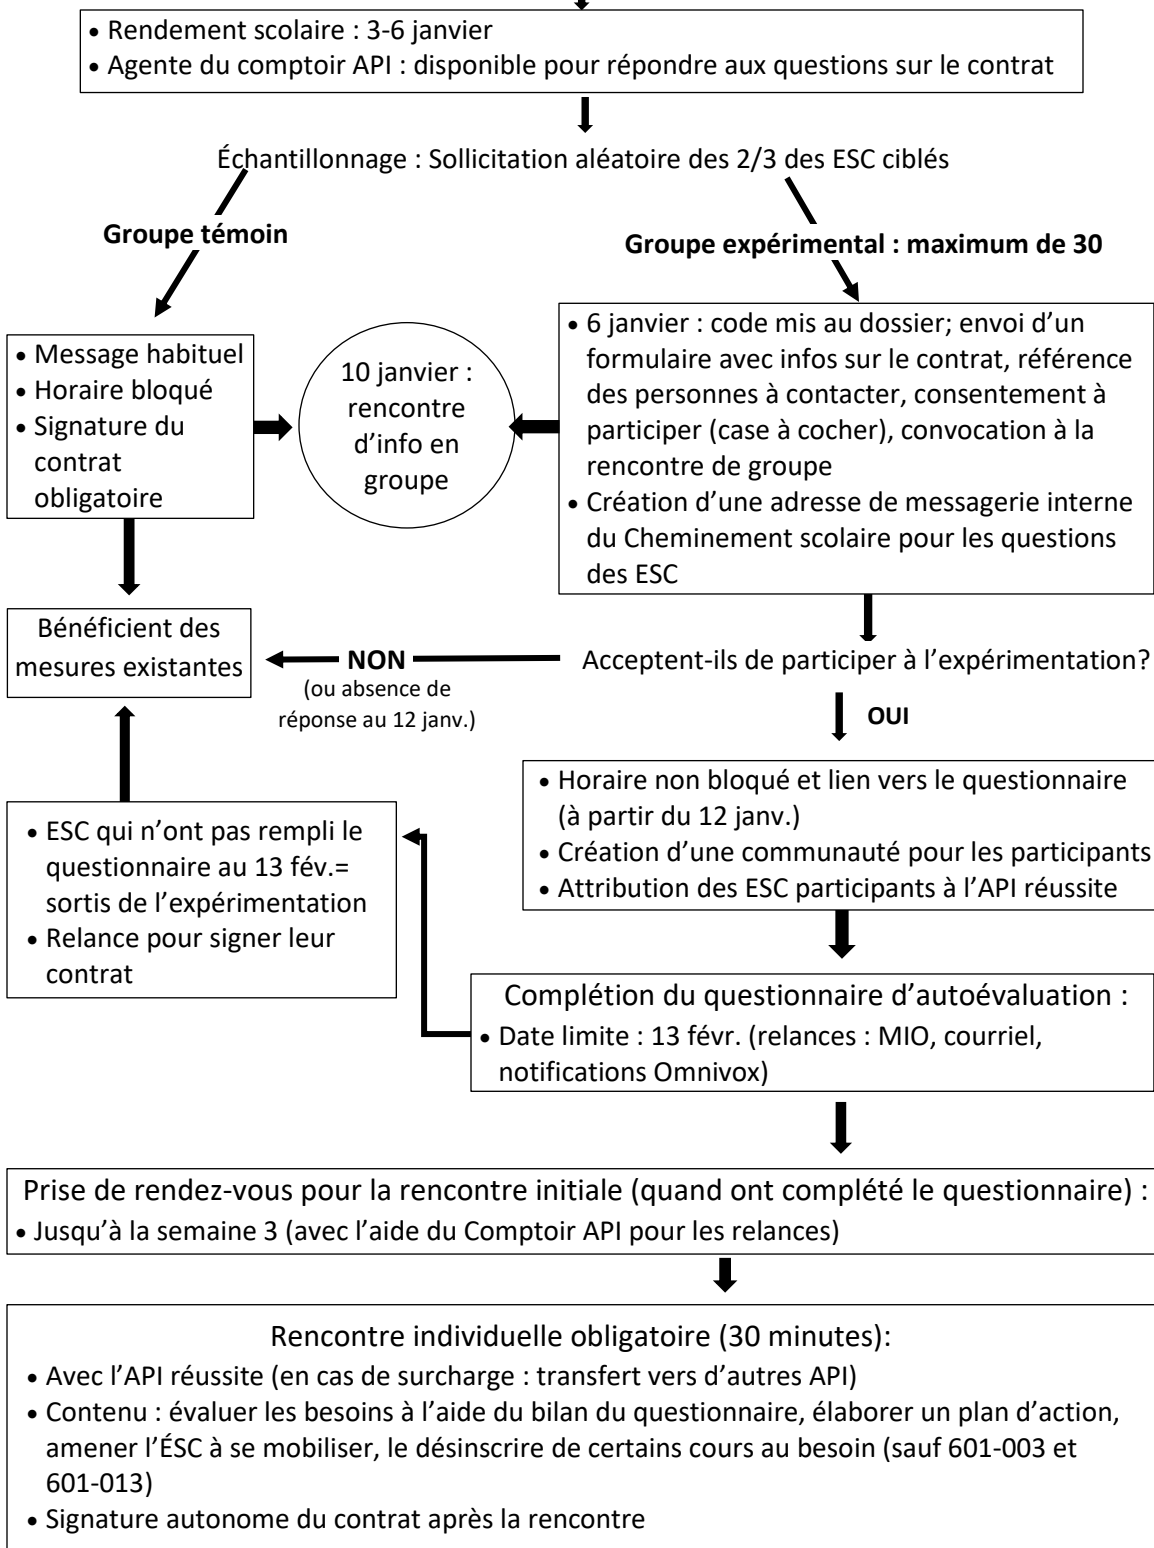 • Rendement scolaire : 3-6 janvier
• Agente du comptoir API : disponible pour répondre aux questions sur le contrat
Échantillonnage : Sollicitation aléatoire des 2/3 des ESC ciblés
Groupe témoin
Groupe expérimental : maximum de 30
• Message habituel
• Horaire bloqué
• Signature du
contrat
obligatoire
10 janvier :
rencontre
d’info en
groupe
• 6 janvier : code mis au dossier; envoi d’un
formulaire avec infos sur le contrat, référence
des personnes à contacter, consentement à
participer (case à cocher), convocation à la
rencontre de groupe
• Création d’une adresse de messagerie interne
du Cheminement scolaire pour les questions
des ESC
Bénéficient des
mesures existantes
NON
(ou absence de
réponse au 12 janv.)
Acceptent-ils de participer à l’expérimentation?
OUI
• Horaire non bloqué et lien vers le questionnaire
(à partir du 12 janv.)
• Création d’une communauté pour les participants
• Attribution des ESC participants à l’API réussite
• ESC qui n’ont pas rempli le
questionnaire au 13 fév.=
sortis de l’expérimentation
• Relance pour signer leur
contrat
Complétion du questionnaire d’autoévaluation :
• Date limite : 13 févr. (relances : MIO, courriel,
notifications Omnivox)
Prise de rendez-vous pour la rencontre initiale (quand ont complété le questionnaire) :
• Jusqu’à la semaine 3 (avec l’aide du Comptoir API pour les relances)
Rencontre individuelle obligatoire (30 minutes):
• Avec l’API réussite (en cas de surcharge : transfert vers d’autres API)
• Contenu : évaluer les besoins à l’aide du bilan du questionnaire, élaborer un plan d’action,
amener l’ÉSC à se mobiliser, le désinscrire de certains cours au besoin (sauf 601-003 et
601-013)
• Signature autonome du contrat après la rencontre